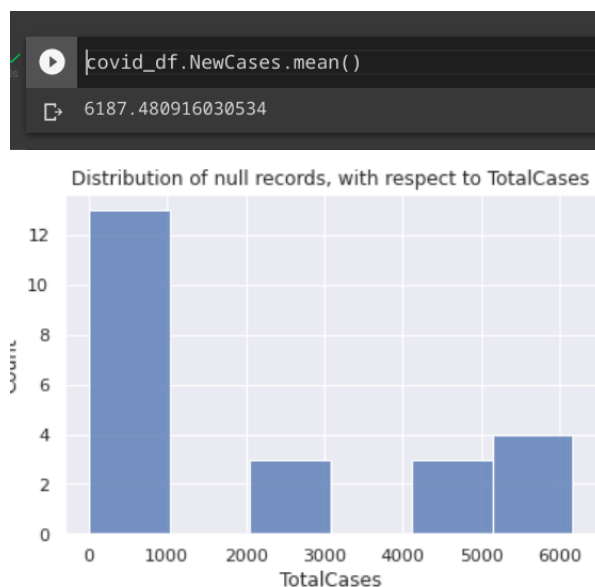 covid_df.NewCases.mean()
6187.480916030534
Distribution of null records, with respect to TotalCases
12
10
8
6
4
2
0
0 1000 2000 3000 4000 5000 6000
TotalCases